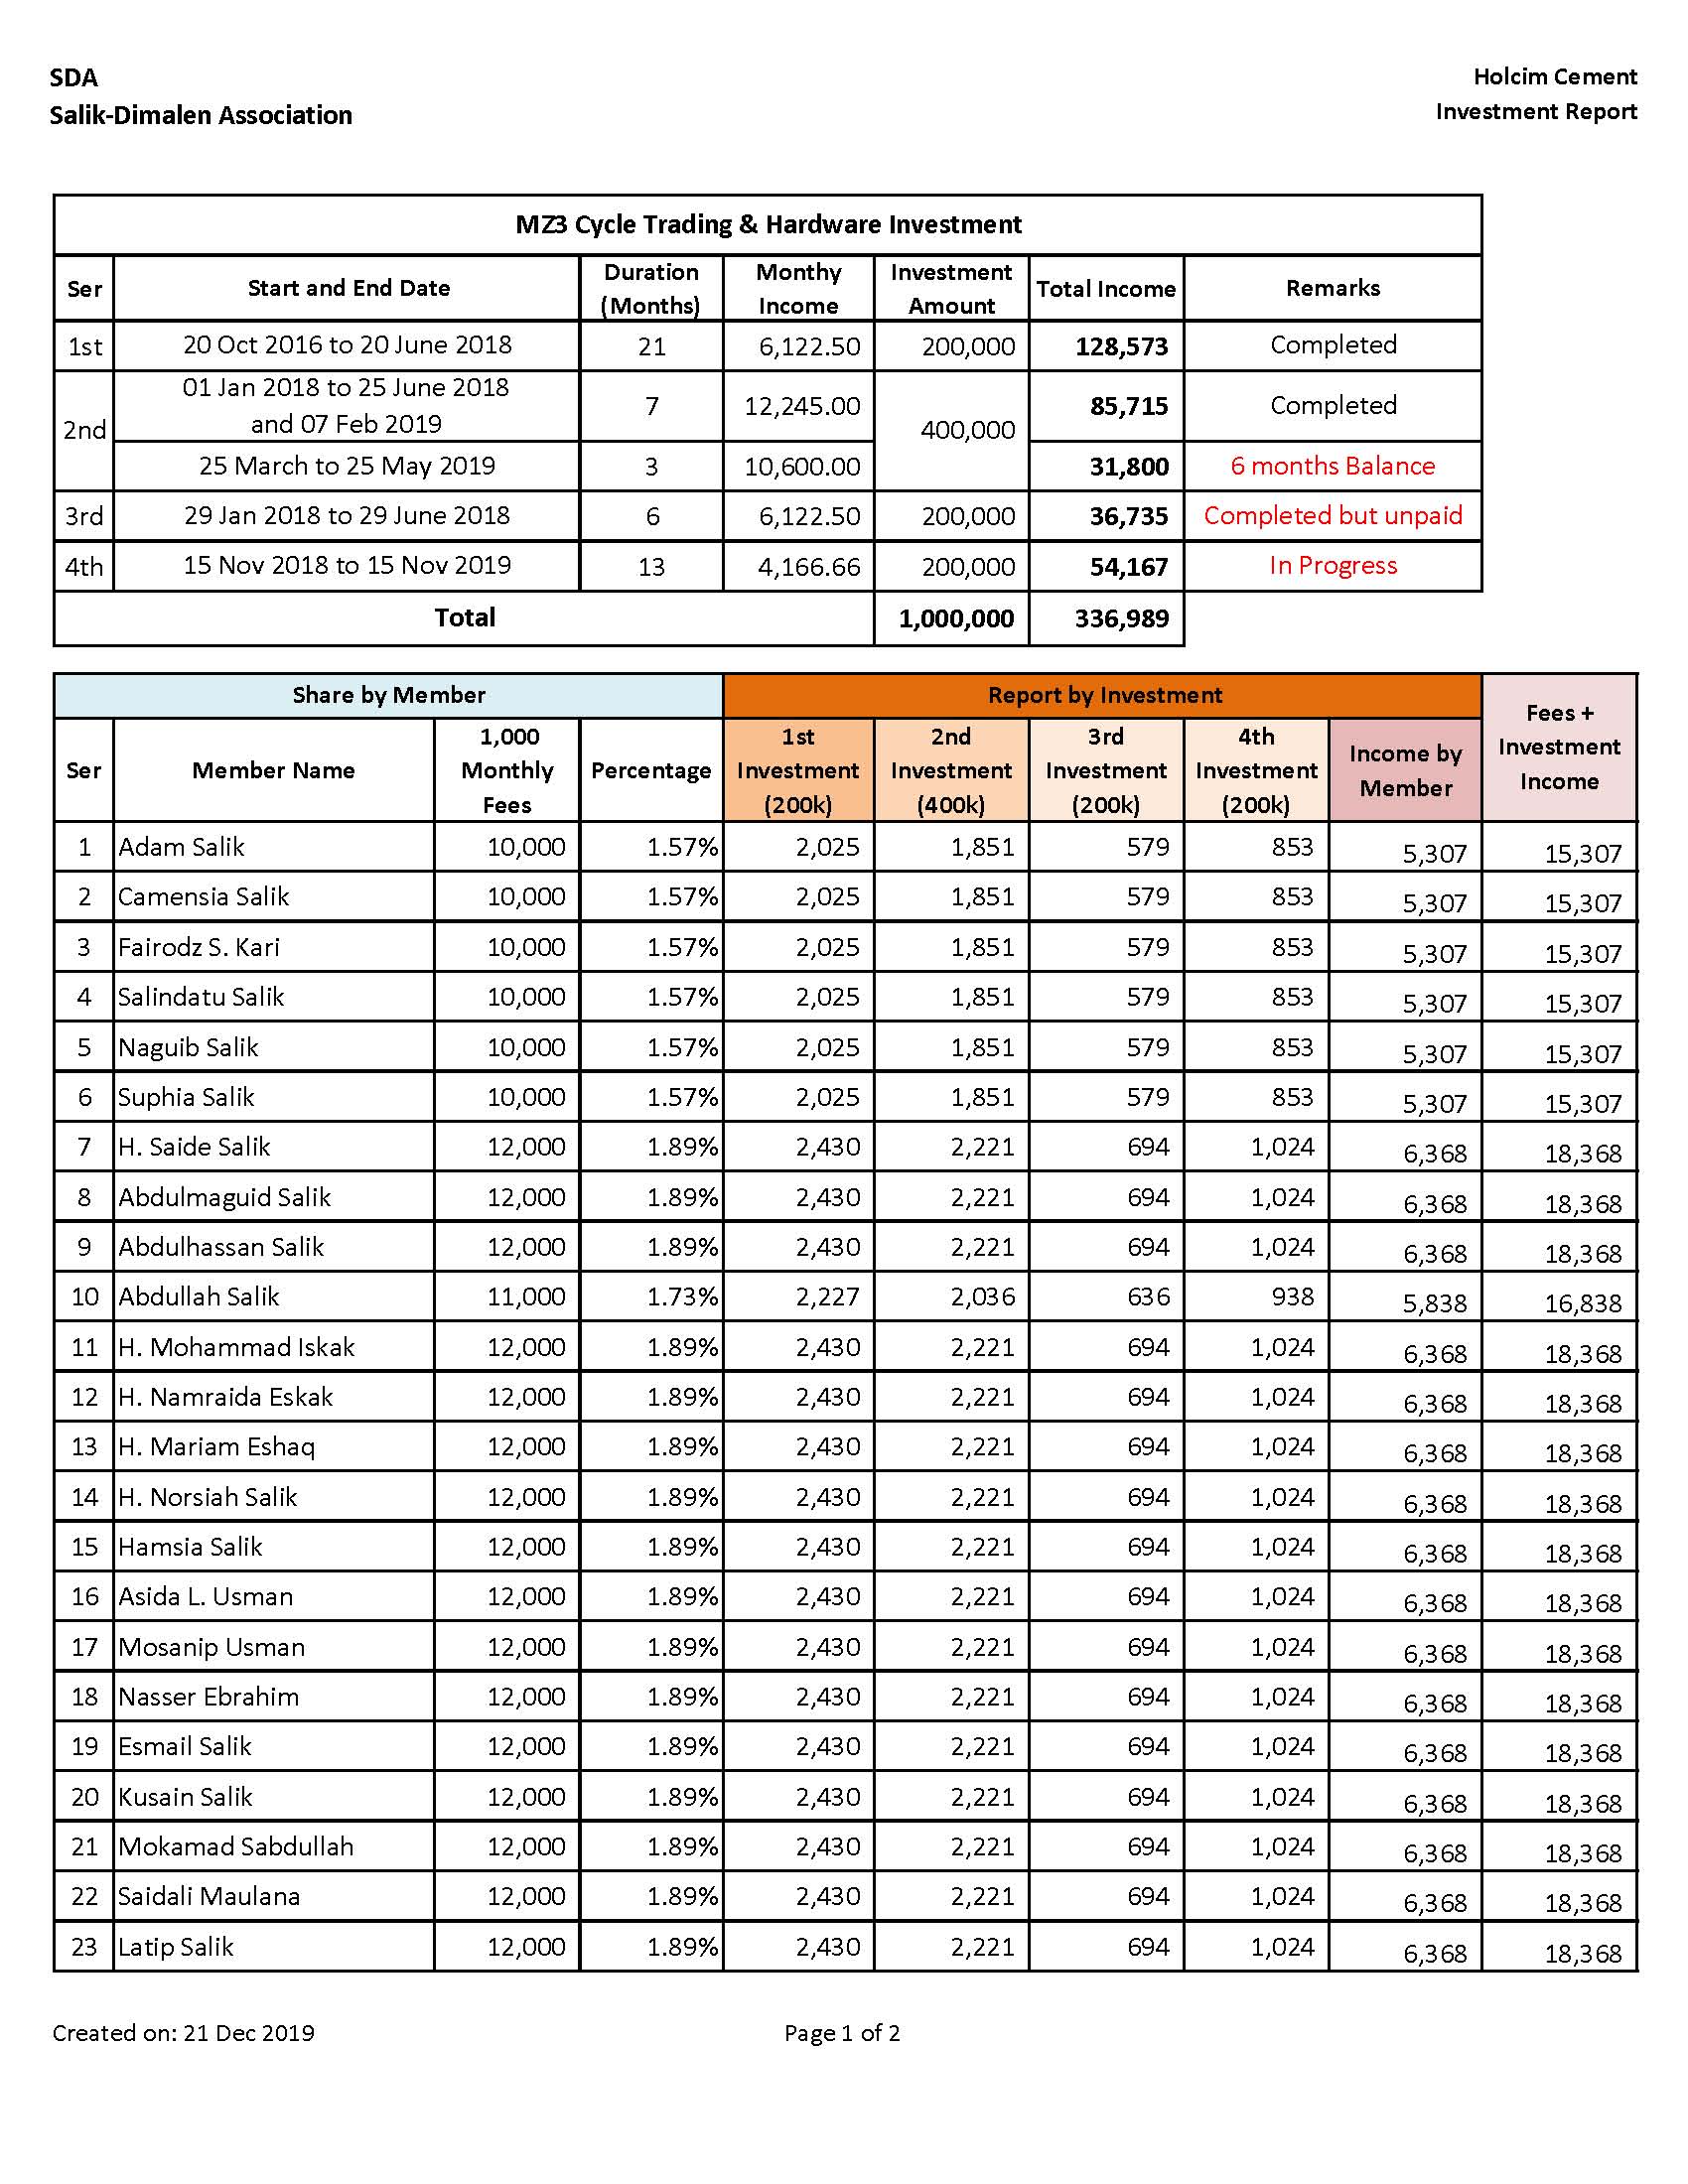 SDA
Salik-Dimalen Association
Holcim Cement
Investment Report
MZ3 Cycle Trading & Hardware Investment
Ser Start and End Date Duration (Months) Monthy Income Investment Amount Total Income Remarks
1st 20 Oct 2016 to 20 June 2018 21 6,122.50 200,000 128,573 Completed
2nd 01 Jan 2018 to 25 June 2018 and 07 Feb 2019 7 12,245.00 400,000 85,715 Completed
25 March to 25 May 2019 3 10,600.00 31,800 6 months Balance
3rd 29 Jan 2018 to 29 June 2018 6 6,122.50 200,000 36,735 Completed but unpaid
4th 15 Nov 2018 to 15 Nov 2019 13 4,166.66 200,000 54,167 In Progress
Total 1,000,000 336,989
Share by Member Report by Investment Fees + Investment Income
Ser Member Name 1,000 Monthly Fees Percentage 1st Investment (200k) 2nd Investment (400k) 3rd Investment (200k) 4th Investment (200k) Income by Member
1 Adam Salik 10,000 1.57% 2,025 1,851 579 853 5,307 15,307
2 Camensia Salik 10,000 1.57% 2,025 1,851 579 853 5,307 15,307
3 Fairodz S. Kari 10,000 1.57% 2,025 1,851 579 853 5,307 15,307
4 Salindatu Salik 10,000 1.57% 2,025 1,851 579 853 5,307 15,307
5 Naguib Salik 10,000 1.57% 2,025 1,851 579 853 5,307 15,307
6 Suphia Salik 10,000 1.57% 2,025 1,851 579 853 5,307 15,307
7 H. Saide Salik 12,000 1.89% 2,430 2,221 694 1,024 6,368 18,368
8 Abdulmaguid Salik 12,000 1.89% 2,430 2,221 694 1,024 6,368 18,368
9 Abdulhassan Salik 12,000 1.89% 2,430 2,221 694 1,024 6,368 18,368
10 Abdullah Salik 11,000 1.73% 2,227 2,036 636 938 5,838 16,838
11 H. Mohammad Iskak 12,000 1.89% 2,430 2,221 694 1,024 6,368 18,368
12 H. Namraida Eskak 12,000 1.89% 2,430 2,221 694 1,024 6,368 18,368
13 H. Mariam Eshaq 12,000 1.89% 2,430 2,221 694 1,024 6,368 18,368
14 H. Norsiah Salik 12,000 1.89% 2,430 2,221 694 1,024 6,368 18,368
15 Hamsia Salik 12,000 1.89% 2,430 2,221 694 1,024 6,368 18,368
16 Asida L. Usman 12,000 1.89% 2,430 2,221 694 1,024 6,368 18,368
17 Mosanip Usman 12,000 1.89% 2,430 2,221 694 1,024 6,368 18,368
18 Nasser Ebrahim 12,000 1.89% 2,430 2,221 694 1,024 6,368 18,368
19 Esmail Salik 12,000 1.89% 2,430 2,221 694 1,024 6,368 18,368
20 Kusain Salik 12,000 1.89% 2,430 2,221 694 1,024 6,368 18,368
21 Mokamad Sabdullah 12,000 1.89% 2,430 2,221 694 1,024 6,368 18,368
22 Saidali Maulana 12,000 1.89% 2,430 2,221 694 1,024 6,368 18,368
23 Latip Salik 12,000 1.89% 2,430 2,221 694 1,024 6,368 18,368
Created on: 21 Dec 2019 Page 1 of 2